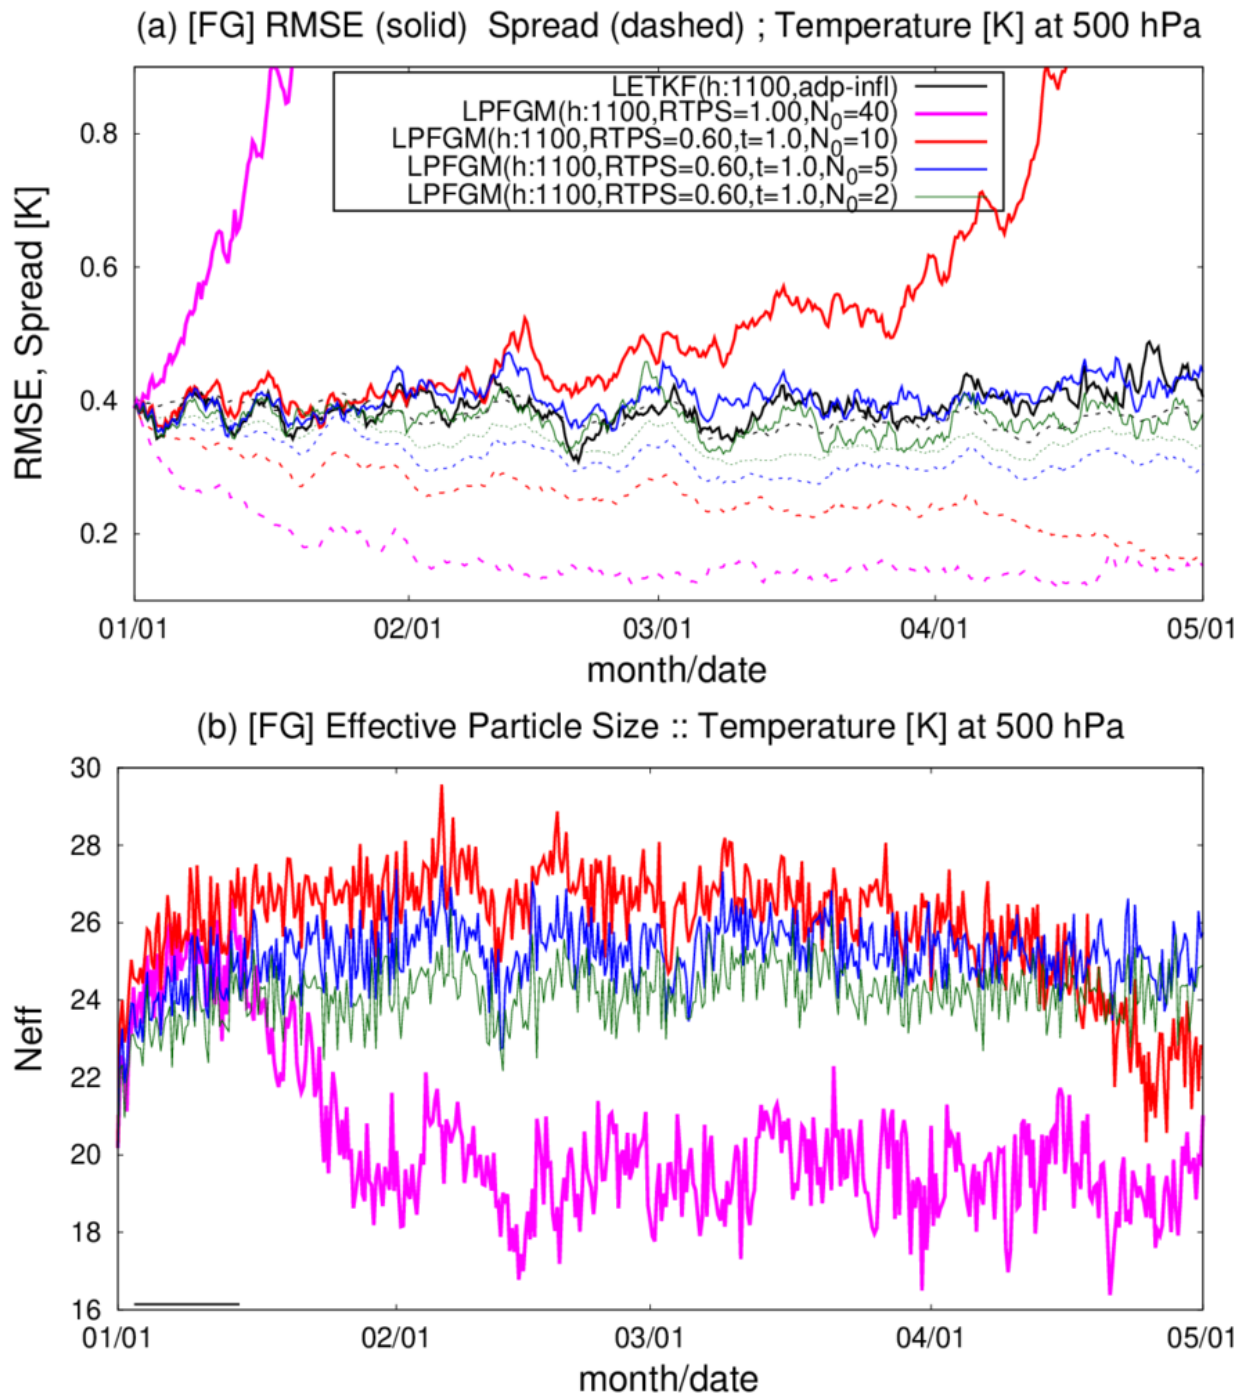 (a) [FG] RMSE (solid)  Spread (dashed) ; Temperature [K] at 500 hPa
LETKF(h:1100,adp-infl)
LPFGM(h:1100,RTPS=1.00,N0=40)
LPFGM(h:1100,RTPS=0.60,t=1.0,N0=10)
LPFGM(h:1100,RTPS=0.60,t=1.0,N0=5)
LPFGM(h:1100,RTPS=0.60,t=1.0,N0=2)
RMSE, Spread [K]
0.8
0.6
0.4
0.2
01/01 02/01 03/01 04/01 05/01
month/date
(b) [FG] Effective Particle Size :: Temperature [K] at 500 hPa
Neff
30
28
26
24
22
20
18
16
01/01 02/01 03/01 04/01 05/01
month/date